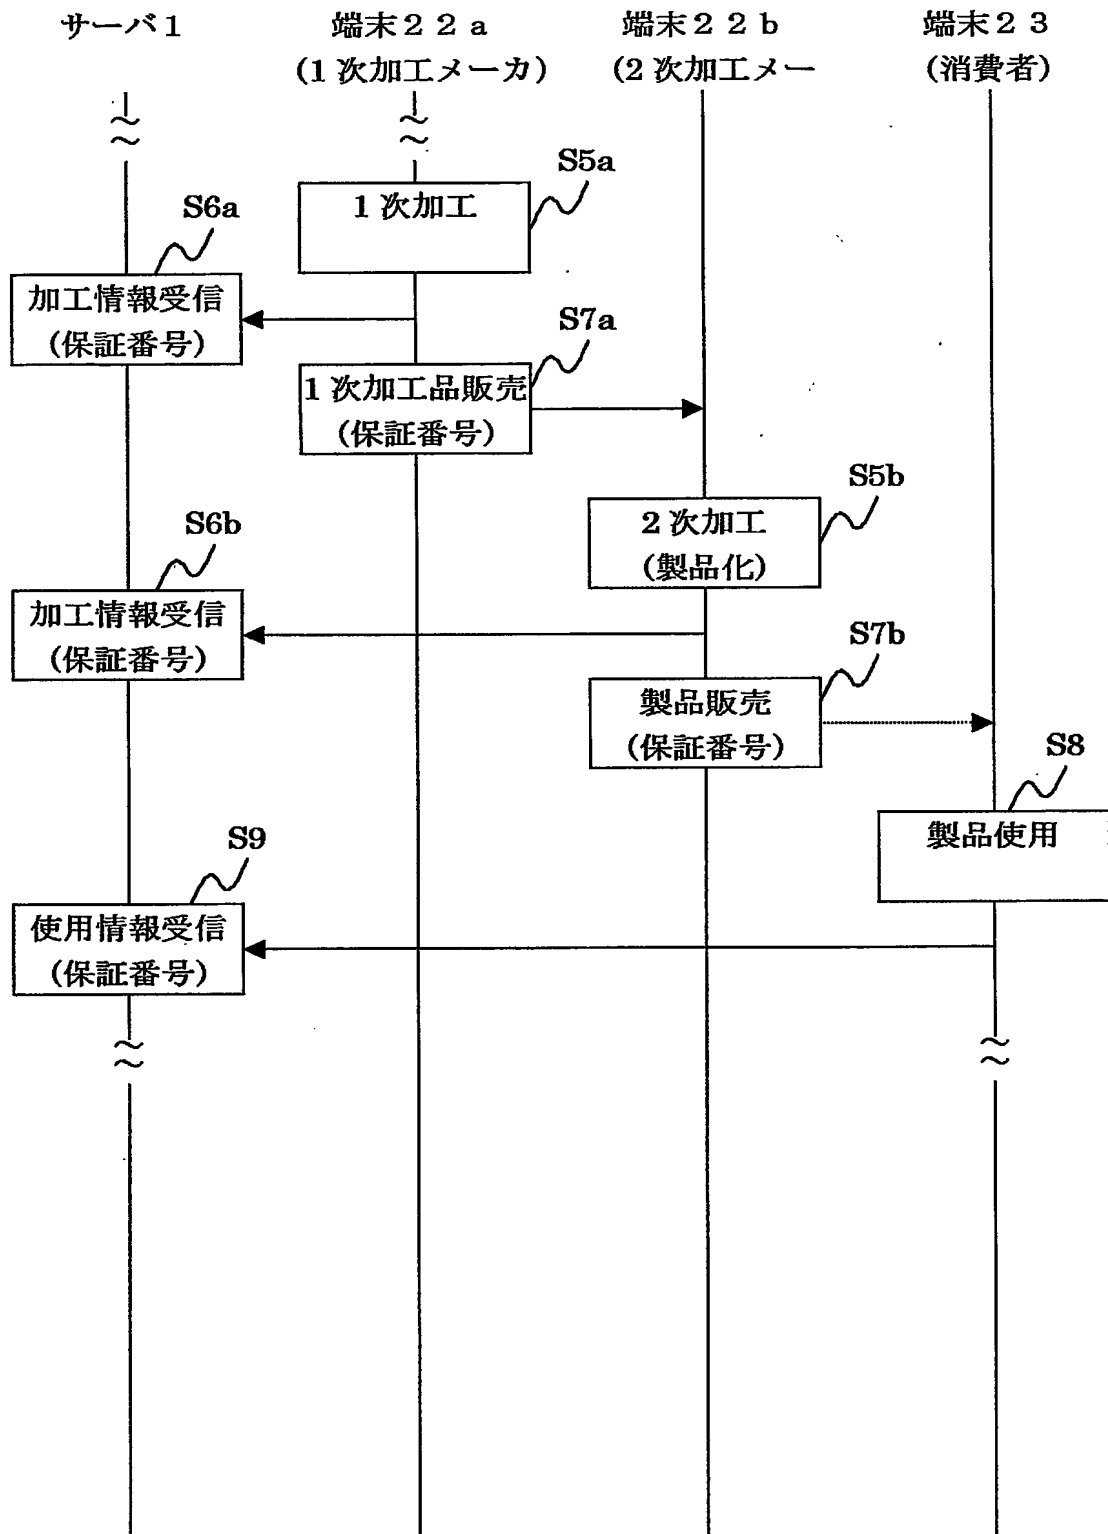 サーバ1
端末22a
(1次加工メーカ)
端末22b
(2次加工メー
端末23
(消費者)
S5a
1次加工
S6a
加工情報受信
(保証番号)
S7a
1次加工品販売
(保証番号)
S5b
2次加工
(製品化)
S6b
加工情報受信
(保証番号)
S7b
製品販売
(保証番号)
S8
製品使用
S9
使用情報受信
(保証番号)